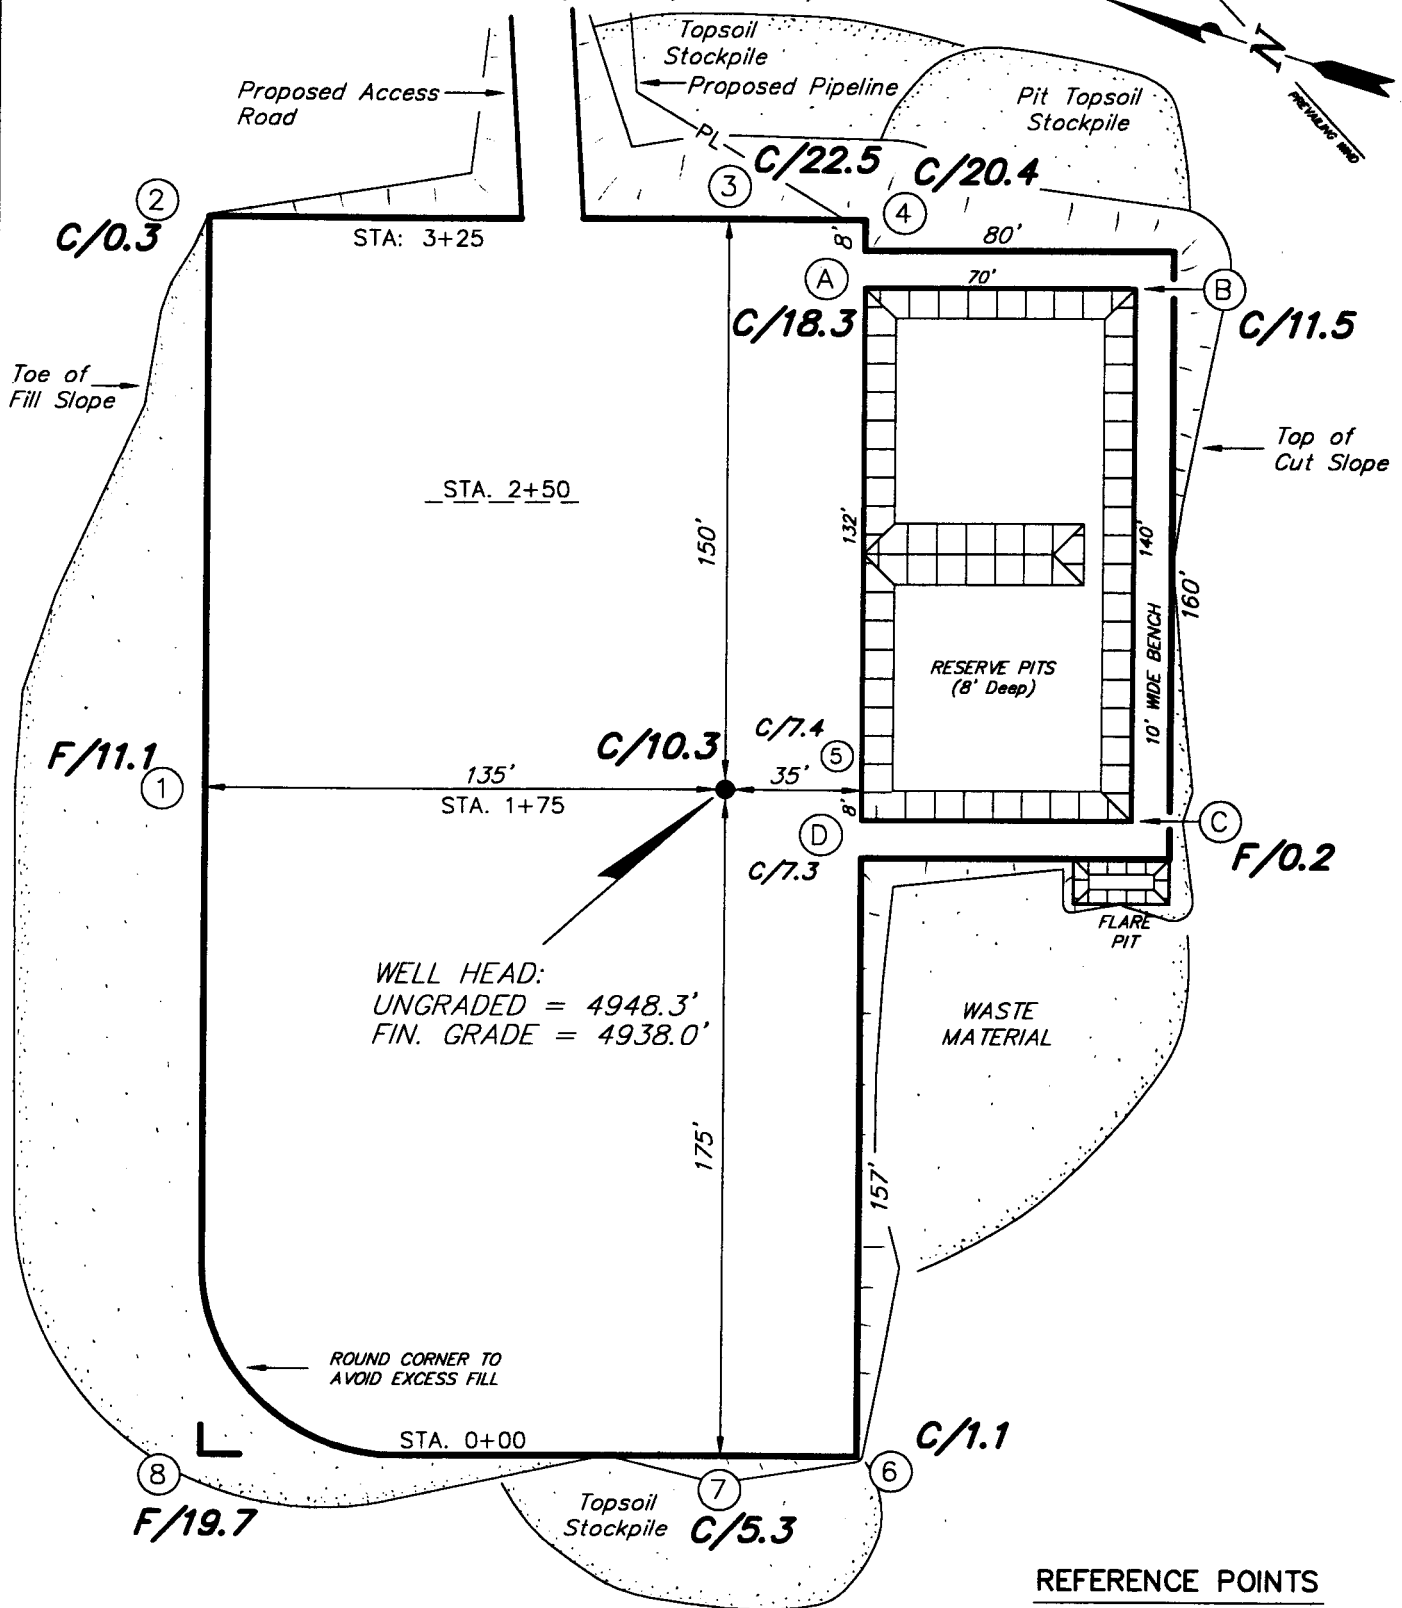 Topsoil
Stockpile
Proposed Access
Road
Proposed Pipeline
Pit Topsoil
Stockpile
N
PREVAILING WIND
PL
C/22.5
C/20.4
2
3
4
C/0.3
STA: 3+25
8'
80'
A
70'
B
C/18.3
C/11.5
Toe of
Fill Slope
Top of
Cut Slope
STA. 2+50
150'
132'
140'
160'
10' WIDE BENCH
RESERVE PITS
(8' Deep)
F/11.1
C/10.3
C/7.4
5
1
135'
35'
STA. 1+75
8'
D
C
C/7.3
F/0.2
FLARE
PIT
WELL HEAD:
UNGRADED = 4948.3'
FIN. GRADE = 4938.0'
WASTE
MATERIAL
175'
157'
ROUND CORNER TO
AVOID EXCESS FILL
STA. 0+00
C/1.1
8
7
6
F/19.7
Topsoil
Stockpile
C/5.3
REFERENCE POINTS